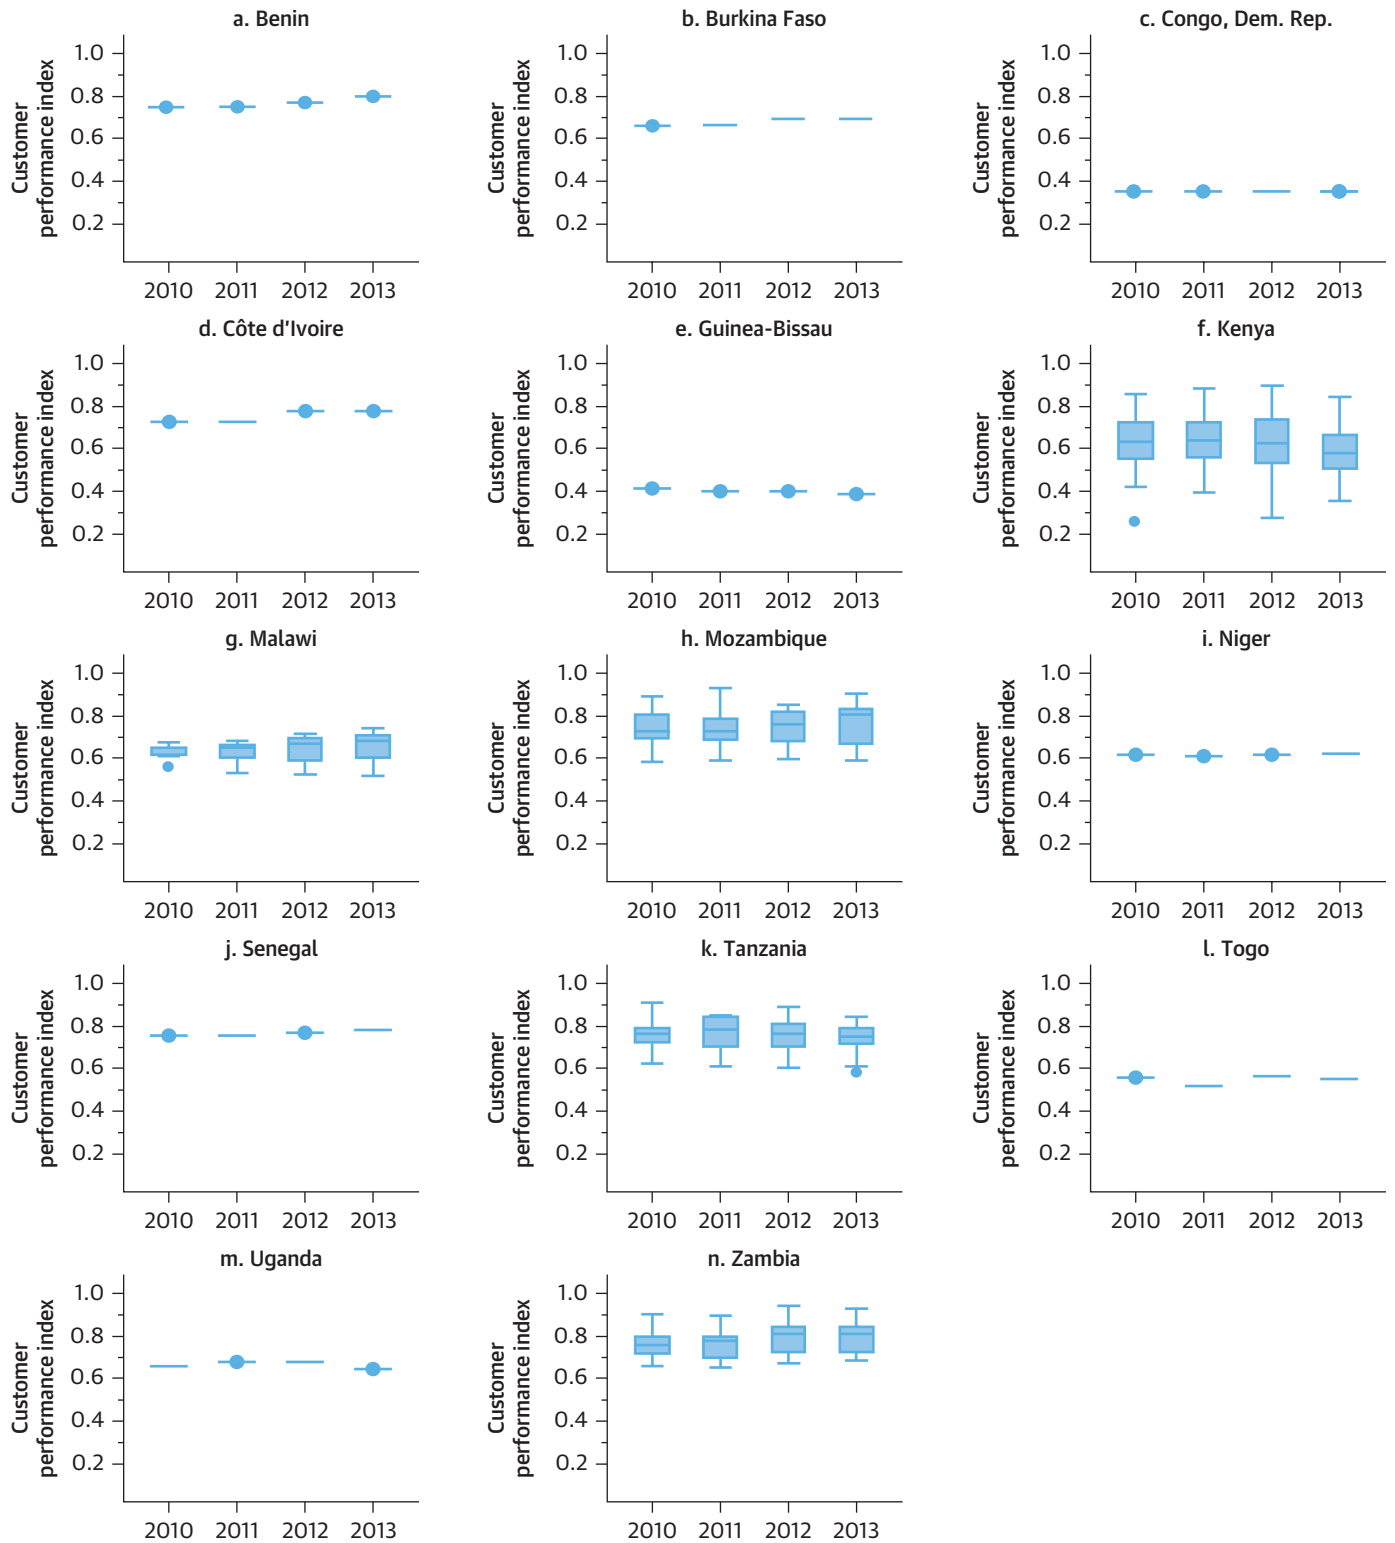 a. Benin
Customer
performance index
1.0
0.8
0.6
0.4
0.2
2010 2011 2012 2013
b. Burkina Faso
Customer
performance index
1.0
0.8
0.6
0.4
0.2
2010 2011 2012 2013
c. Congo, Dem. Rep.
Customer
performance index
1.0
0.8
0.6
0.4
0.2
2010 2011 2012 2013
d. Côte d'Ivoire
Customer
performance index
1.0
0.8
0.6
0.4
0.2
2010 2011 2012 2013
e. Guinea-Bissau
Customer
performance index
1.0
0.8
0.6
0.4
0.2
2010 2011 2012 2013
f. Kenya
Customer
performance index
1.0
0.8
0.6
0.4
0.2
2010 2011 2012 2013
g. Malawi
Customer
performance index
1.0
0.8
0.6
0.4
0.2
2010 2011 2012 2013
h. Mozambique
Customer
performance index
1.0
0.8
0.6
0.4
0.2
2010 2011 2012 2013
i. Niger
Customer
performance index
1.0
0.8
0.6
0.4
0.2
2010 2011 2012 2013
j. Senegal
Customer
performance index
1.0
0.8
0.6
0.4
0.2
2010 2011 2012 2013
k. Tanzania
Customer
performance index
1.0
0.8
0.6
0.4
0.2
2010 2011 2012 2013
l. Togo
Customer
performance index
1.0
0.8
0.6
0.4
0.2
2010 2011 2012 2013
m. Uganda
Customer
performance index
1.0
0.8
0.6
0.4
0.2
2010 2011 2012 2013
n. Zambia
Customer
performance index
1.0
0.8
0.6
0.4
0.2
2010 2011 2012 2013